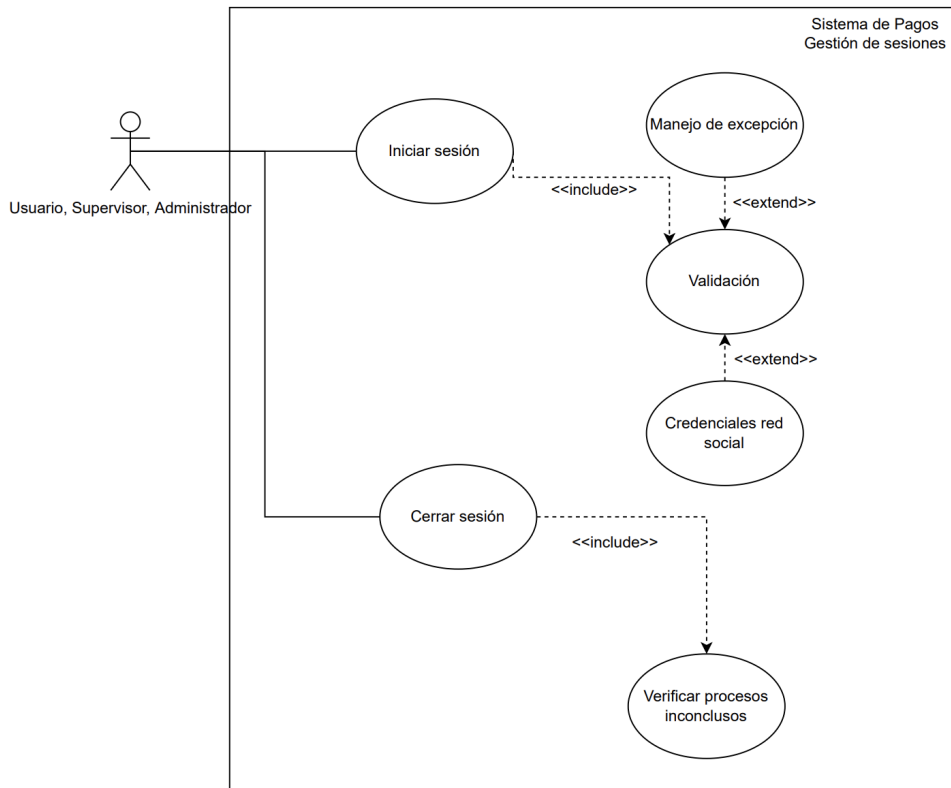 Sistema de Pagos
Gestión de sesiones
Manejo de excepción
Iniciar sesión
<<include>>
<<extend>>
Usuario, Supervisor, Administrador
Validación
<<extend>>
Credenciales red
social
Cerrar sesión
<<include>>
Verificar procesos
inconclusos